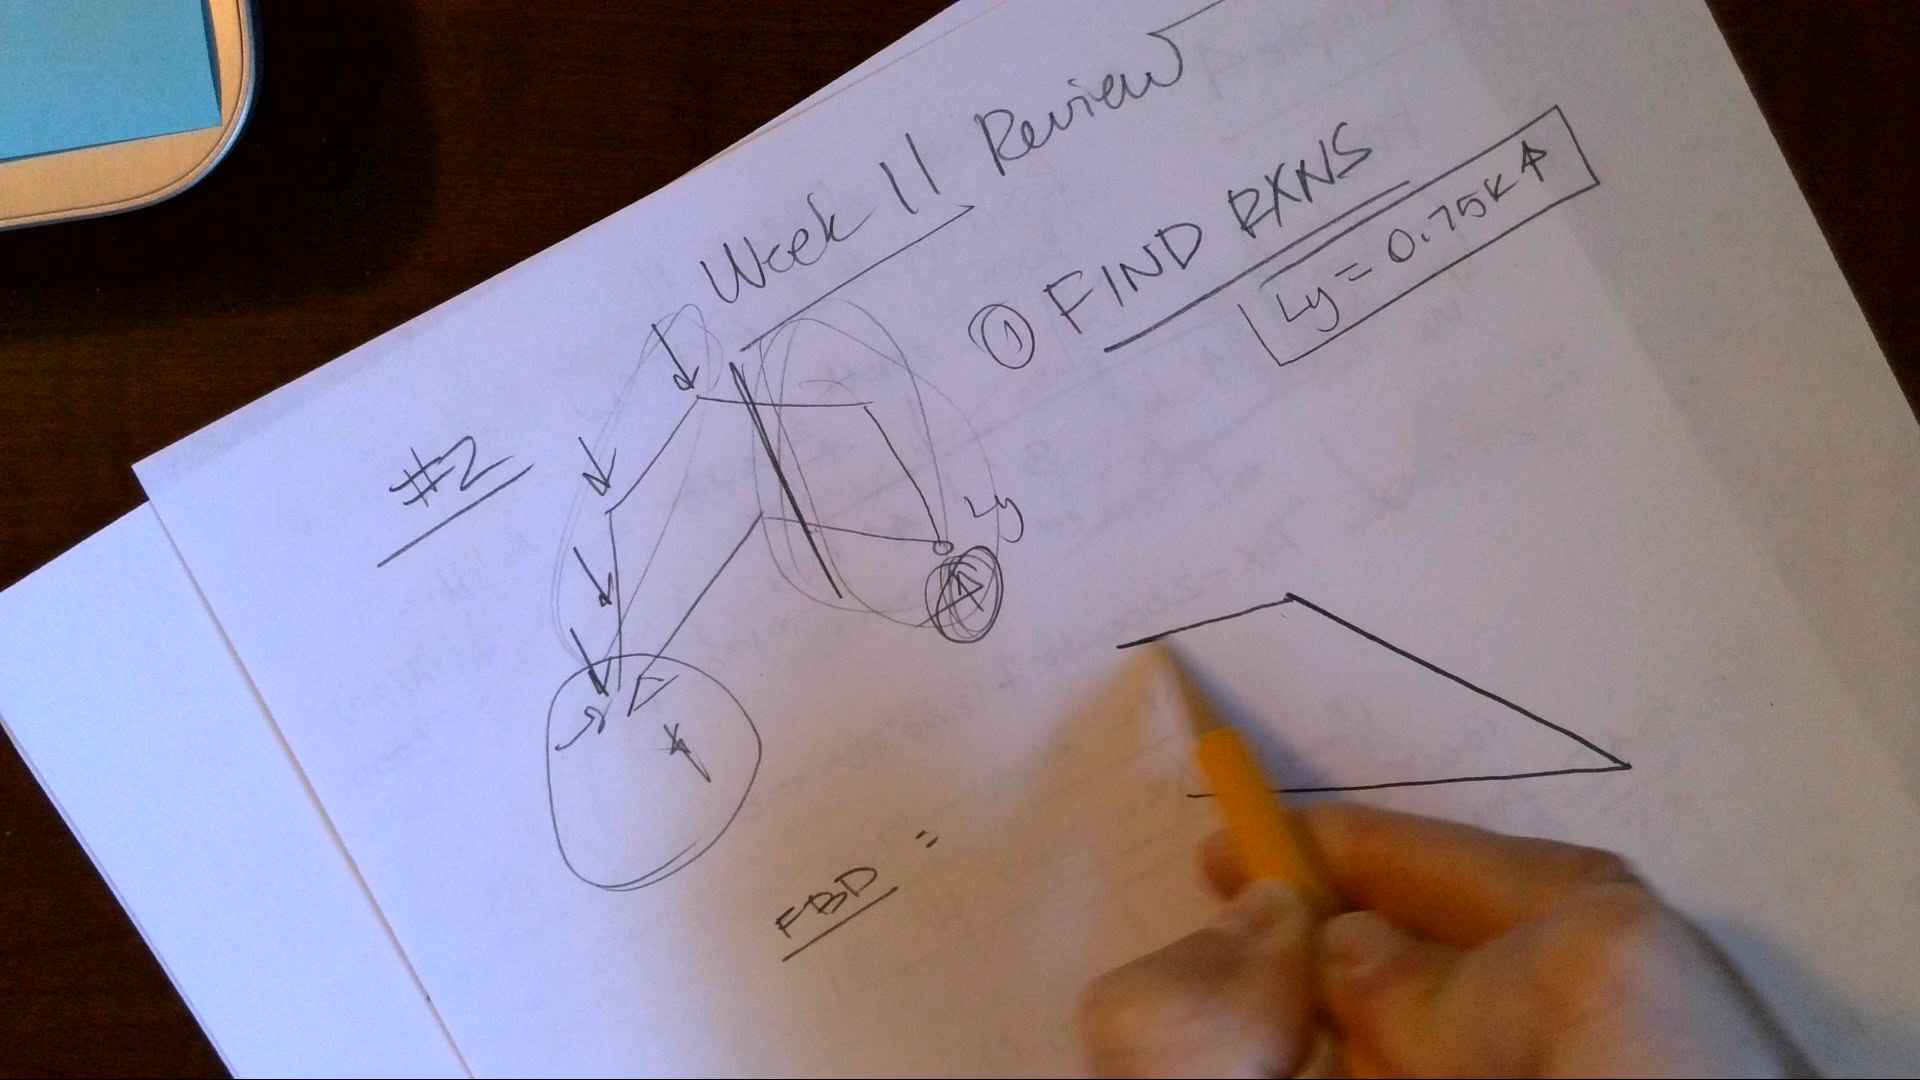 Week 11 Review
#2
① FIND RXNS
Ly = 0.75K ↑
Ly
FBD =